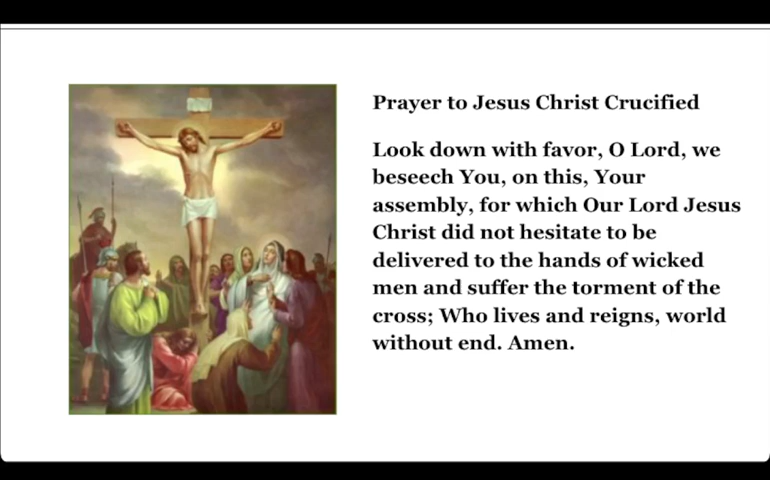 Prayer to Jesus Christ Crucified
Look down with favor, O Lord, we
beseech You, on this, Your
assembly, for which Our Lord Jesus
Christ did not hesitate to be
delivered to the hands of wicked
men and suffer the torment of the
cross; Who lives and reigns, world
without end. Amen.